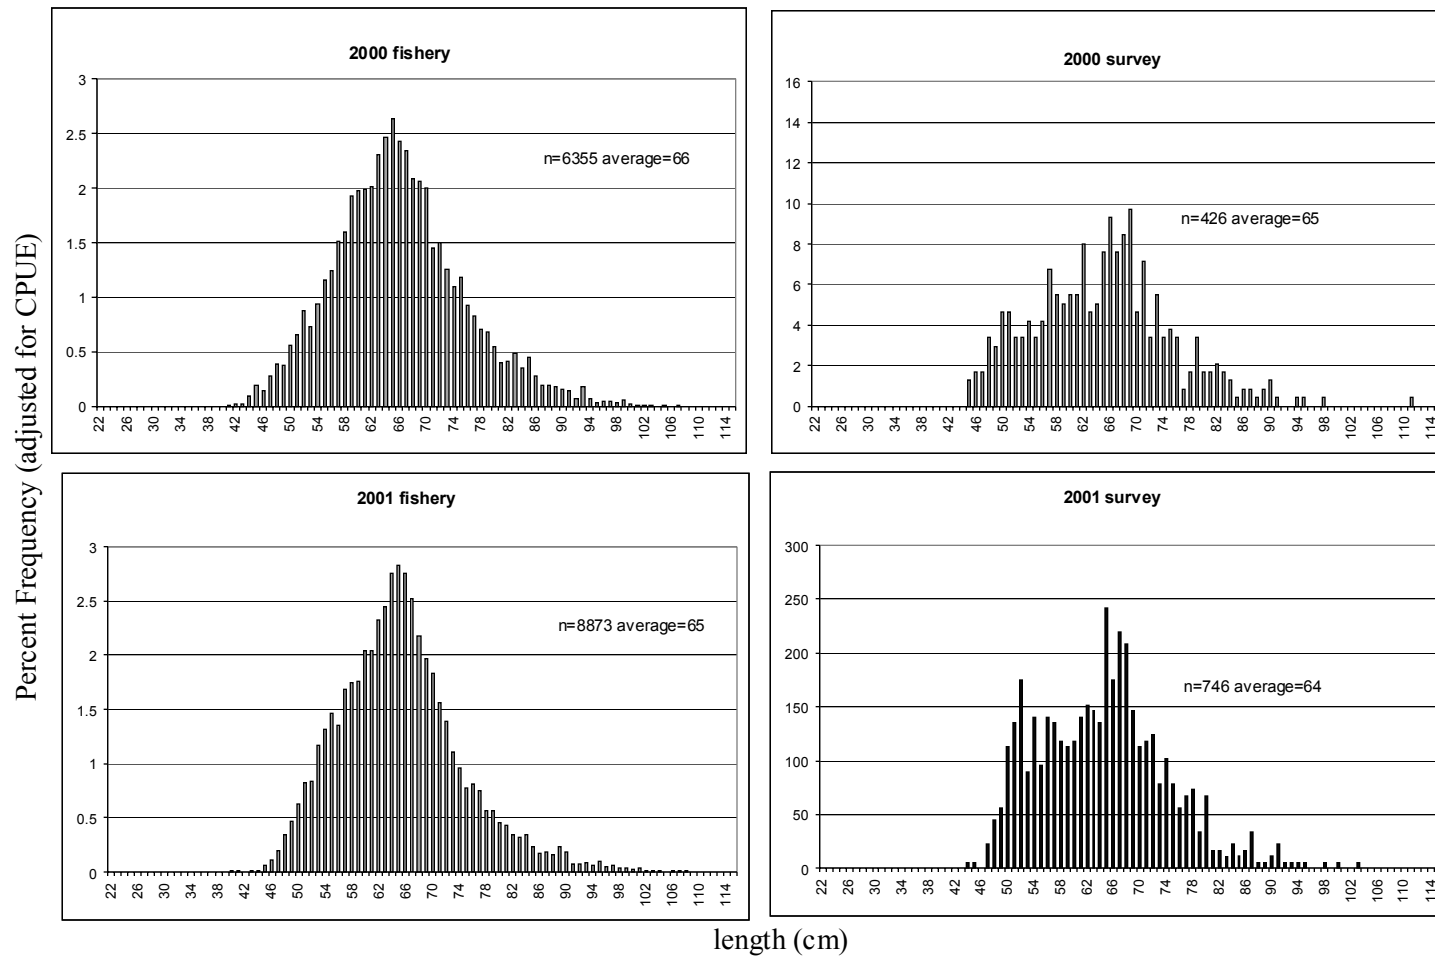 Percent Frequency (adjusted for CPUE)
2000 fishery
3
2.5
2
1.5
1
0.5
0
n=6355 average=66
22 26 30 34 38 42 46 50 54 58 62 66 70 74 78 82 86 90 94 98 102 106 110 114
2000 survey
16
14
12
10
8
6
4
2
0
n=426 average=65
22 26 30 34 38 42 46 50 54 58 62 66 70 74 78 82 86 90 94 98 102 106 110 114
2001 fishery
3
2.5
2
1.5
1
0.5
0
n=8873 average=65
22 26 30 34 38 42 46 50 54 58 62 66 70 74 78 82 86 90 94 98 102 106 110 114
2001 survey
300
250
200
150
100
50
0
n=746 average=64
22 26 30 34 38 42 46 50 54 58 62 66 70 74 78 82 86 90 94 98 102 106 110 114
length (cm)